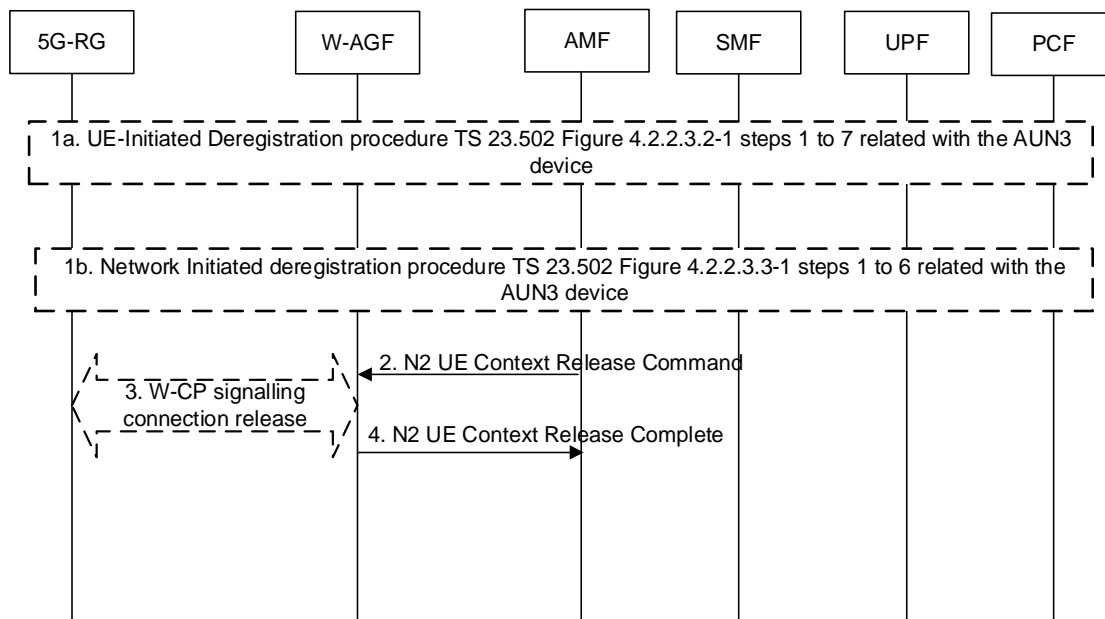 5G-RG
W-AGF
AMF
SMF
UPF
PCF
1a. UE-Initiated Deregistration procedure TS 23.502 Figure 4.2.2.3.2-1 steps 1 to 7 related with the AUN3
device
1b. Network Initiated deregistration procedure TS 23.502 Figure 4.2.2.3.3-1 steps 1 to 6 related with the
AUN3 device
2. N2 UE Context Release Command
3. W-CP signalling
connection release
4. N2 UE Context Release Complete